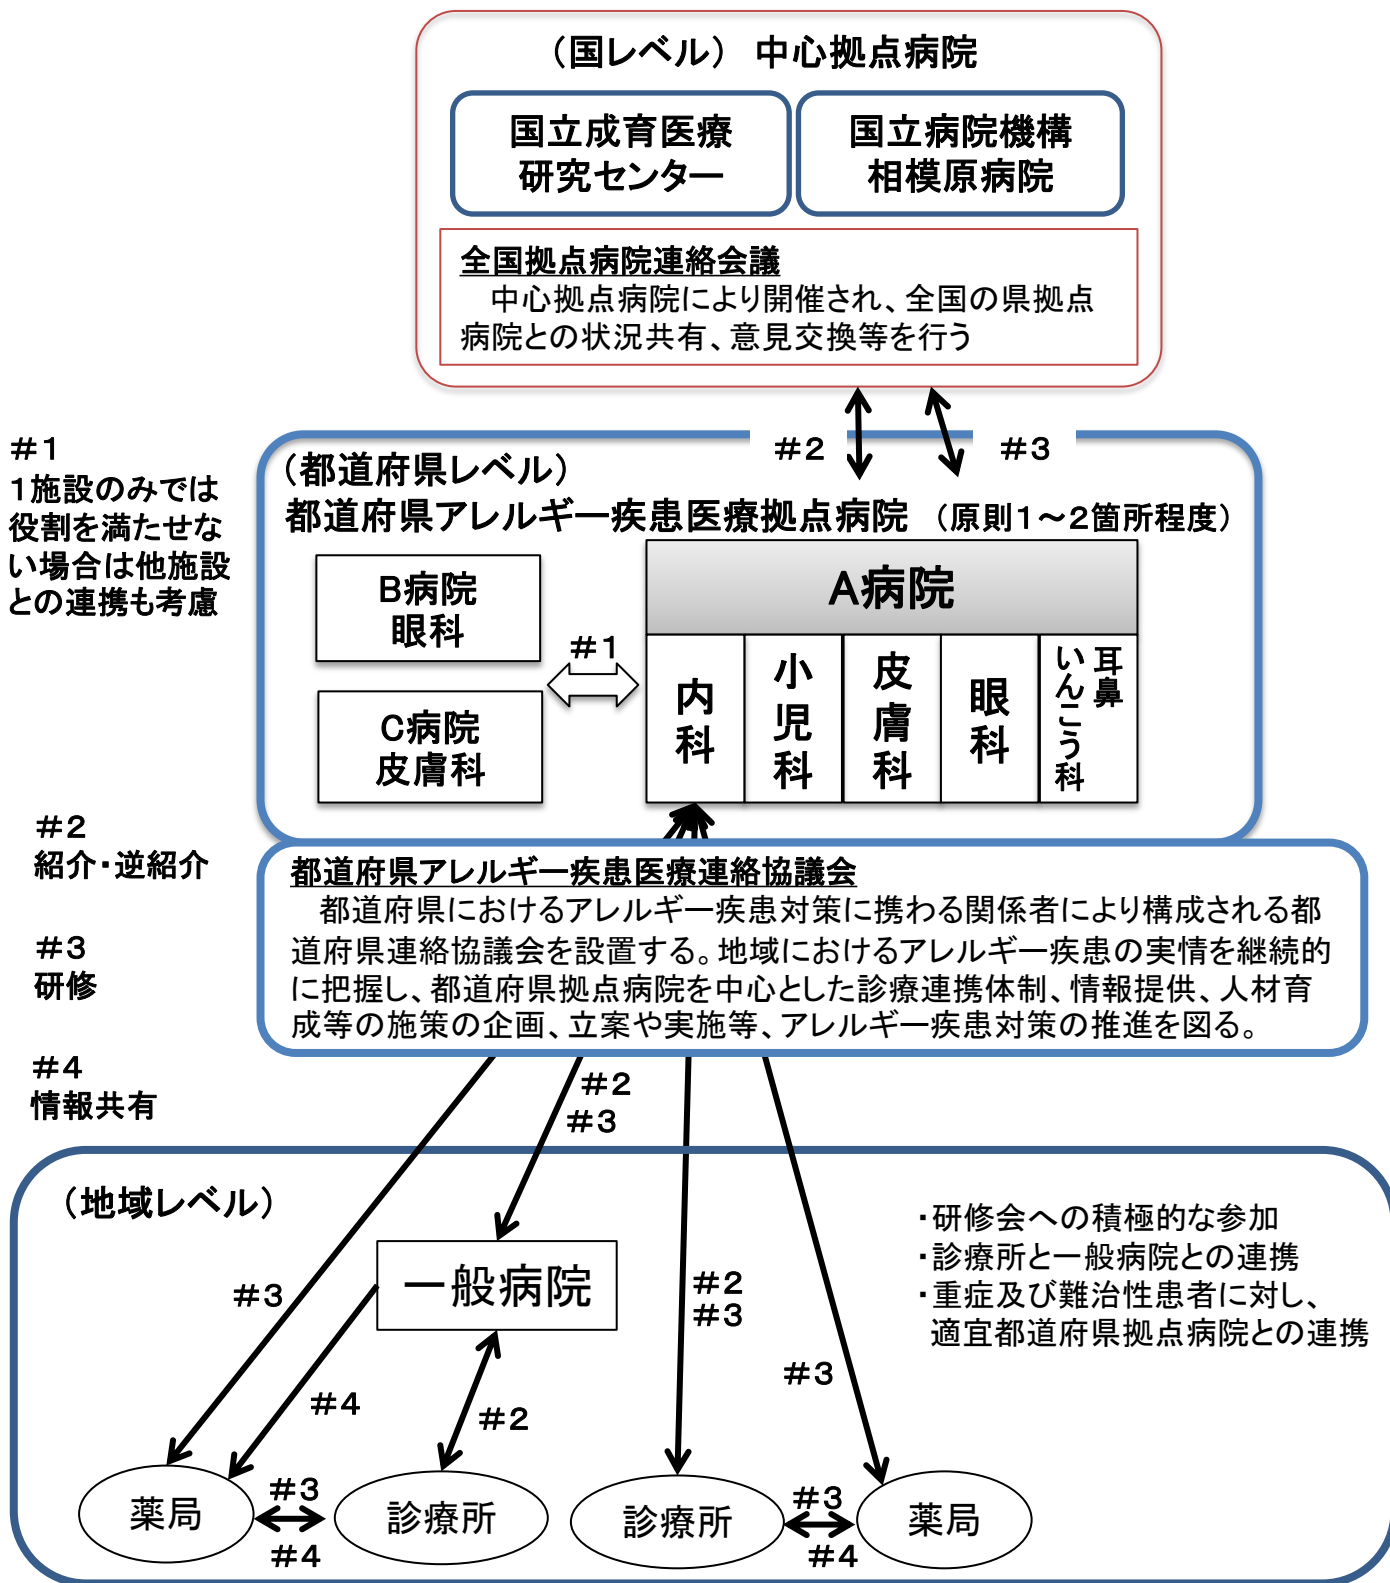 （国レベル） 中心拠点病院
国立成育医療
研究センター
国立病院機構
相模原病院
全国拠点病院連絡会議
　中心拠点病院により開催され、全国の県拠点
病院との状況共有、意見交換等を行う
＃1
1施設のみでは
役割を満たせな
い場合は他施設
との連携も考慮
＃2
＃3
（都道府県レベル）
都道府県アレルギー疾患医療拠点病院 （原則1～2箇所程度）
B病院
眼科
C病院
皮膚科
＃1
A病院
内科
小児科
皮膚科
眼科
耳鼻
いんこう科
＃2
紹介・逆紹介
＃3
研修
＃4
情報共有
都道府県アレルギー疾患医療連絡協議会
　都道府県におけるアレルギー疾患対策に携わる関係者により構成される都
道府県連絡協議会を設置する。地域におけるアレルギー疾患の実情を継続的
に把握し、都道府県拠点病院を中心とした診療連携体制、情報提供、人材育
成等の施策の企画、立案や実施等、アレルギー疾患対策の推進を図る。
＃2
＃3
（地域レベル）
・研修会への積極的な参加
・診療所と一般病院との連携
・重症及び難治性患者に対し、
適宜都道府県拠点病院との連携
一般病院
＃3
＃2
＃3
＃3
＃4
＃2
薬局
＃3
＃4
診療所
診療所
＃3
＃4
薬局